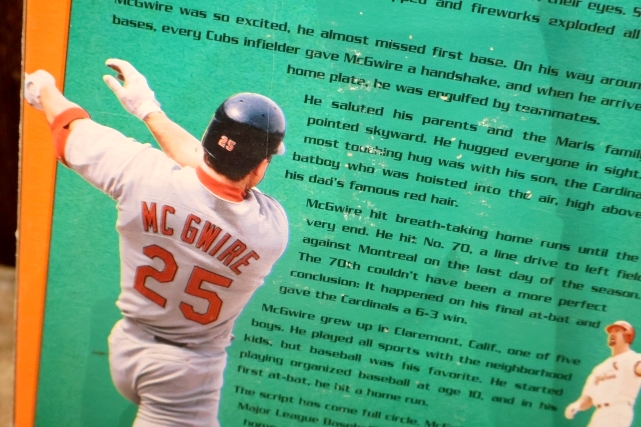 and fireworks exploded all
McGwire was so excited, he almost missed first base. On his way around
bases, every Cubs infielder gave McGwire a handshake, and when he arrive
home plate, he was engulfed by teammates.
He saluted his parents and the Maris famil
pointed skyward. He hugged everyone in sight.
most touching hug was with his son, the Cardina
batboy who was hoisted into the air, high above
his dad's famous red hair.
McGwire hit breath-taking home runs until the
very end. He hit No. 70, a line drive to left field
against Montreal on the last day of the season
The 70th couldn't have been a more perfect
conclusion: It happened on his final at-bat and
gave the Cardinals a 6-3 win.
McGwire grew up in Claremont, Calif., one of five
boys. He played all sports with the neighborhood
kids, but baseball was his favorite. He started
playing organized baseball at age 10, and in his
first at-bat, he hit a home run.
The script has come full circle.
Major League
25
MCGWIRE
25